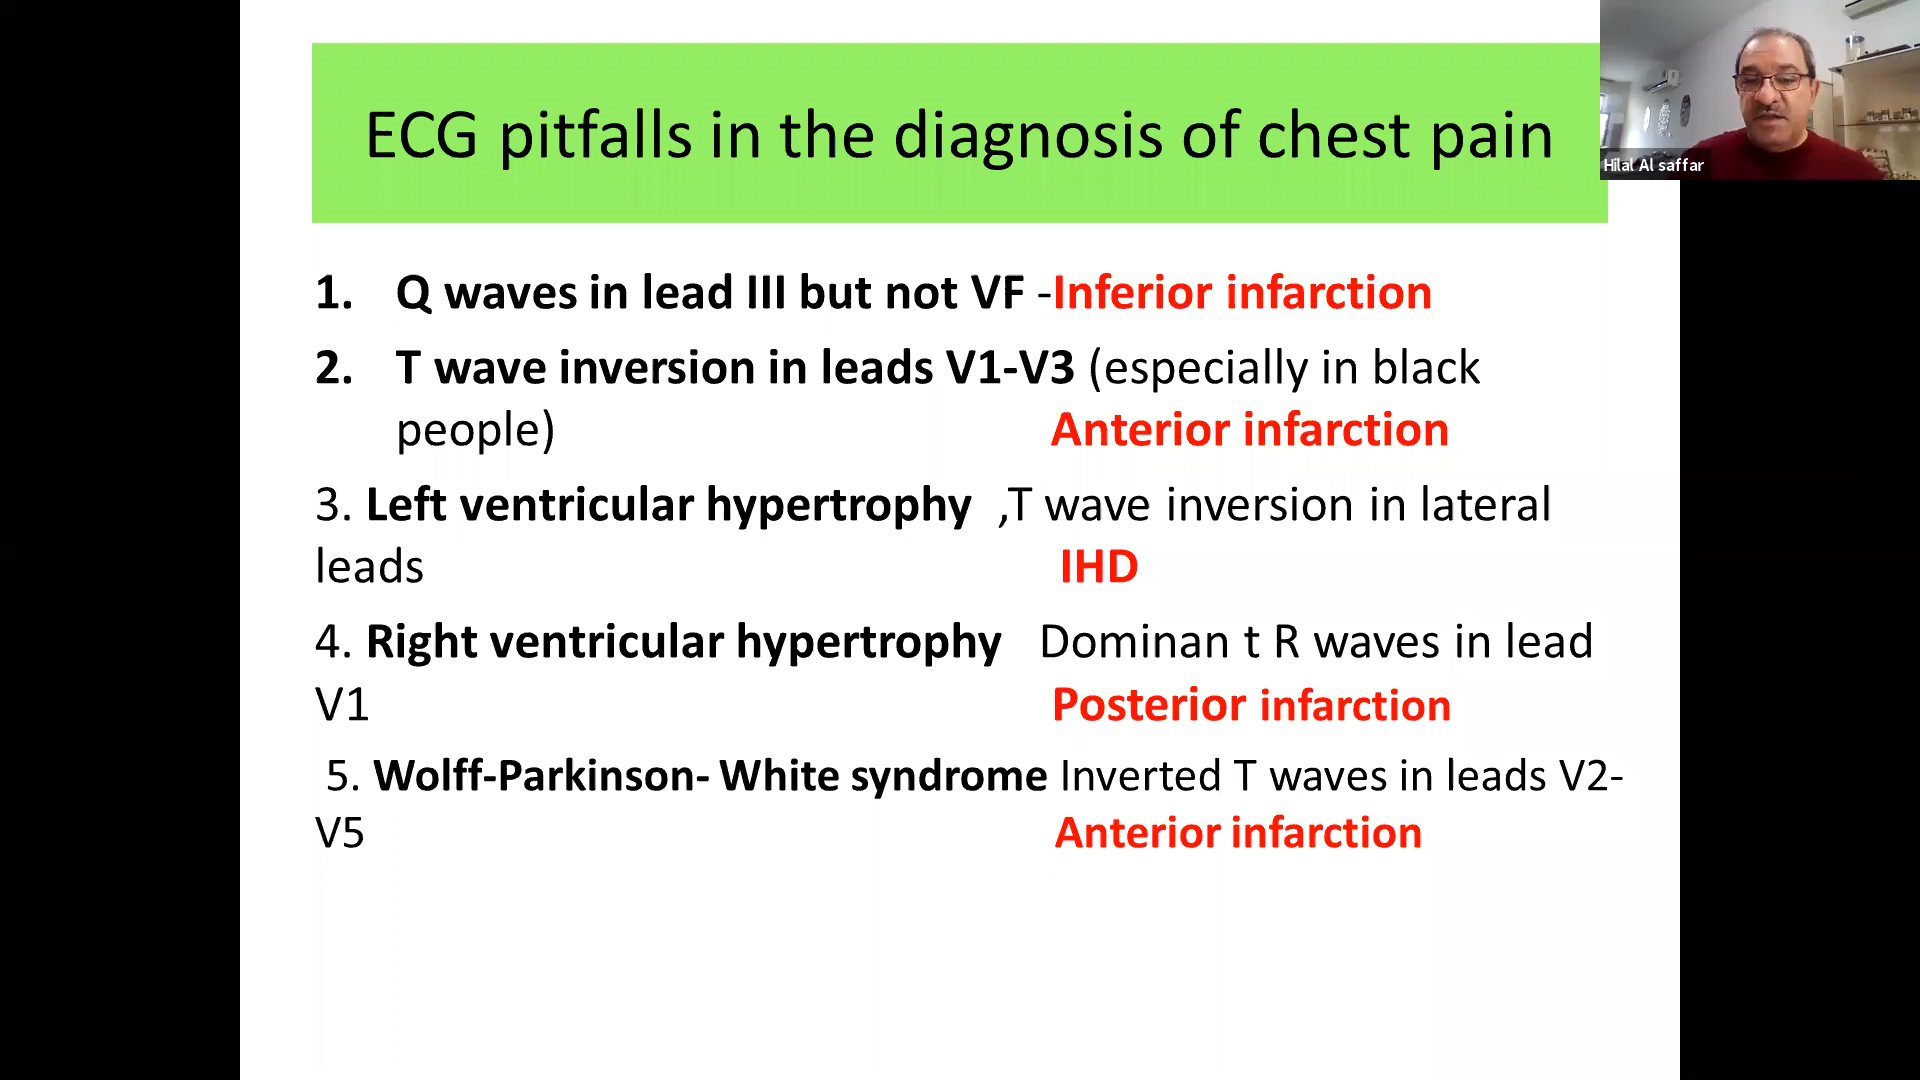 ECG pitfalls in the diagnosis of chest pain
Hilal Al saffar
1. Q waves in lead III but not VF -Inferior infarction
2. T wave inversion in leads V1-V3 (especially in black
people) Anterior infarction
3. Left ventricular hypertrophy ,T wave inversion in lateral
leads IHD
4. Right ventricular hypertrophy Dominan t R waves in lead
V1 Posterior infarction
5. Wolff-Parkinson- White syndrome Inverted T waves in leads V2-
V5 Anterior infarction